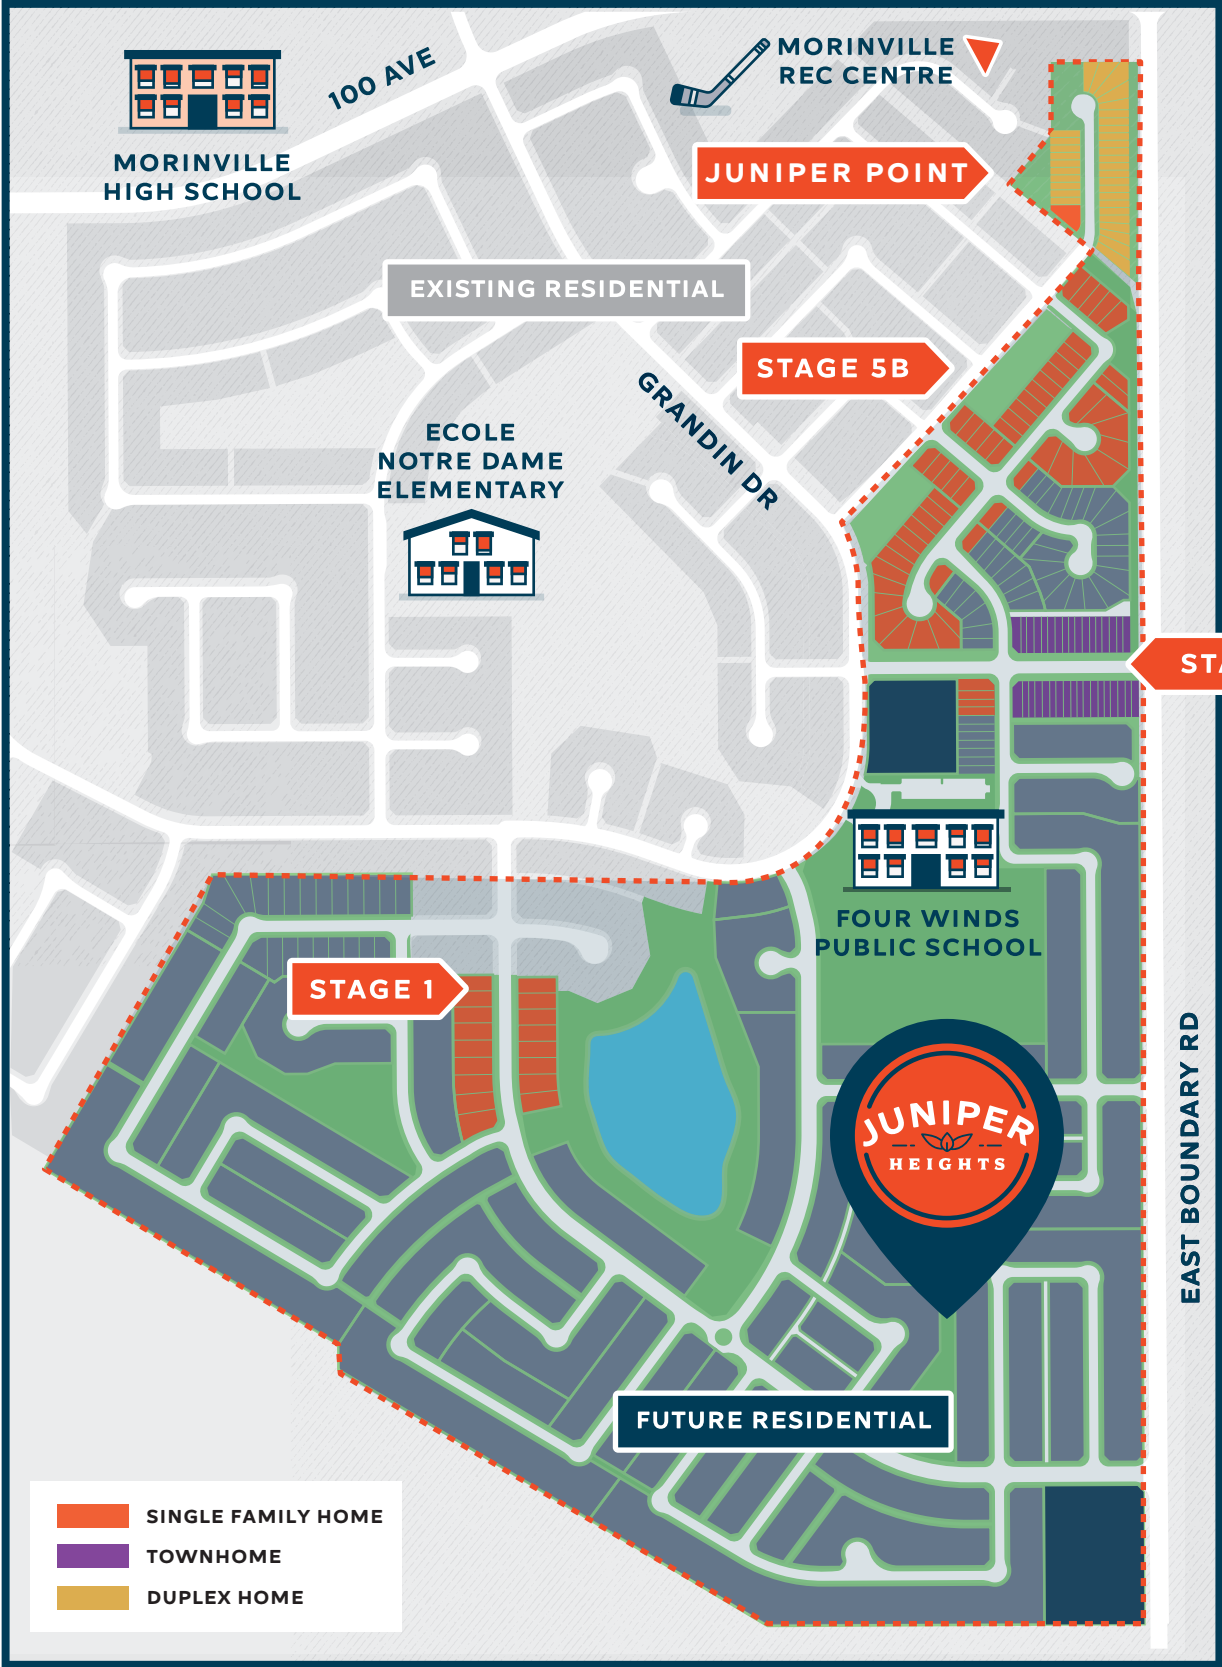 MORINVILLE
HIGH SCHOOL
100 AVE
MORINVILLE
REC CENTRE
JUNIPER POINT
EXISTING RESIDENTIAL
STAGE 5B
GRANDIN DR
ECOLE
NOTRE DAME
ELEMENTARY
STA
FOUR WINDS
PUBLIC SCHOOL
STAGE 1
JUNIPER
HEIGHTS
EAST BOUNDARY RD
FUTURE RESIDENTIAL
SINGLE FAMILY HOME
TOWNHOME
DUPLEX HOME